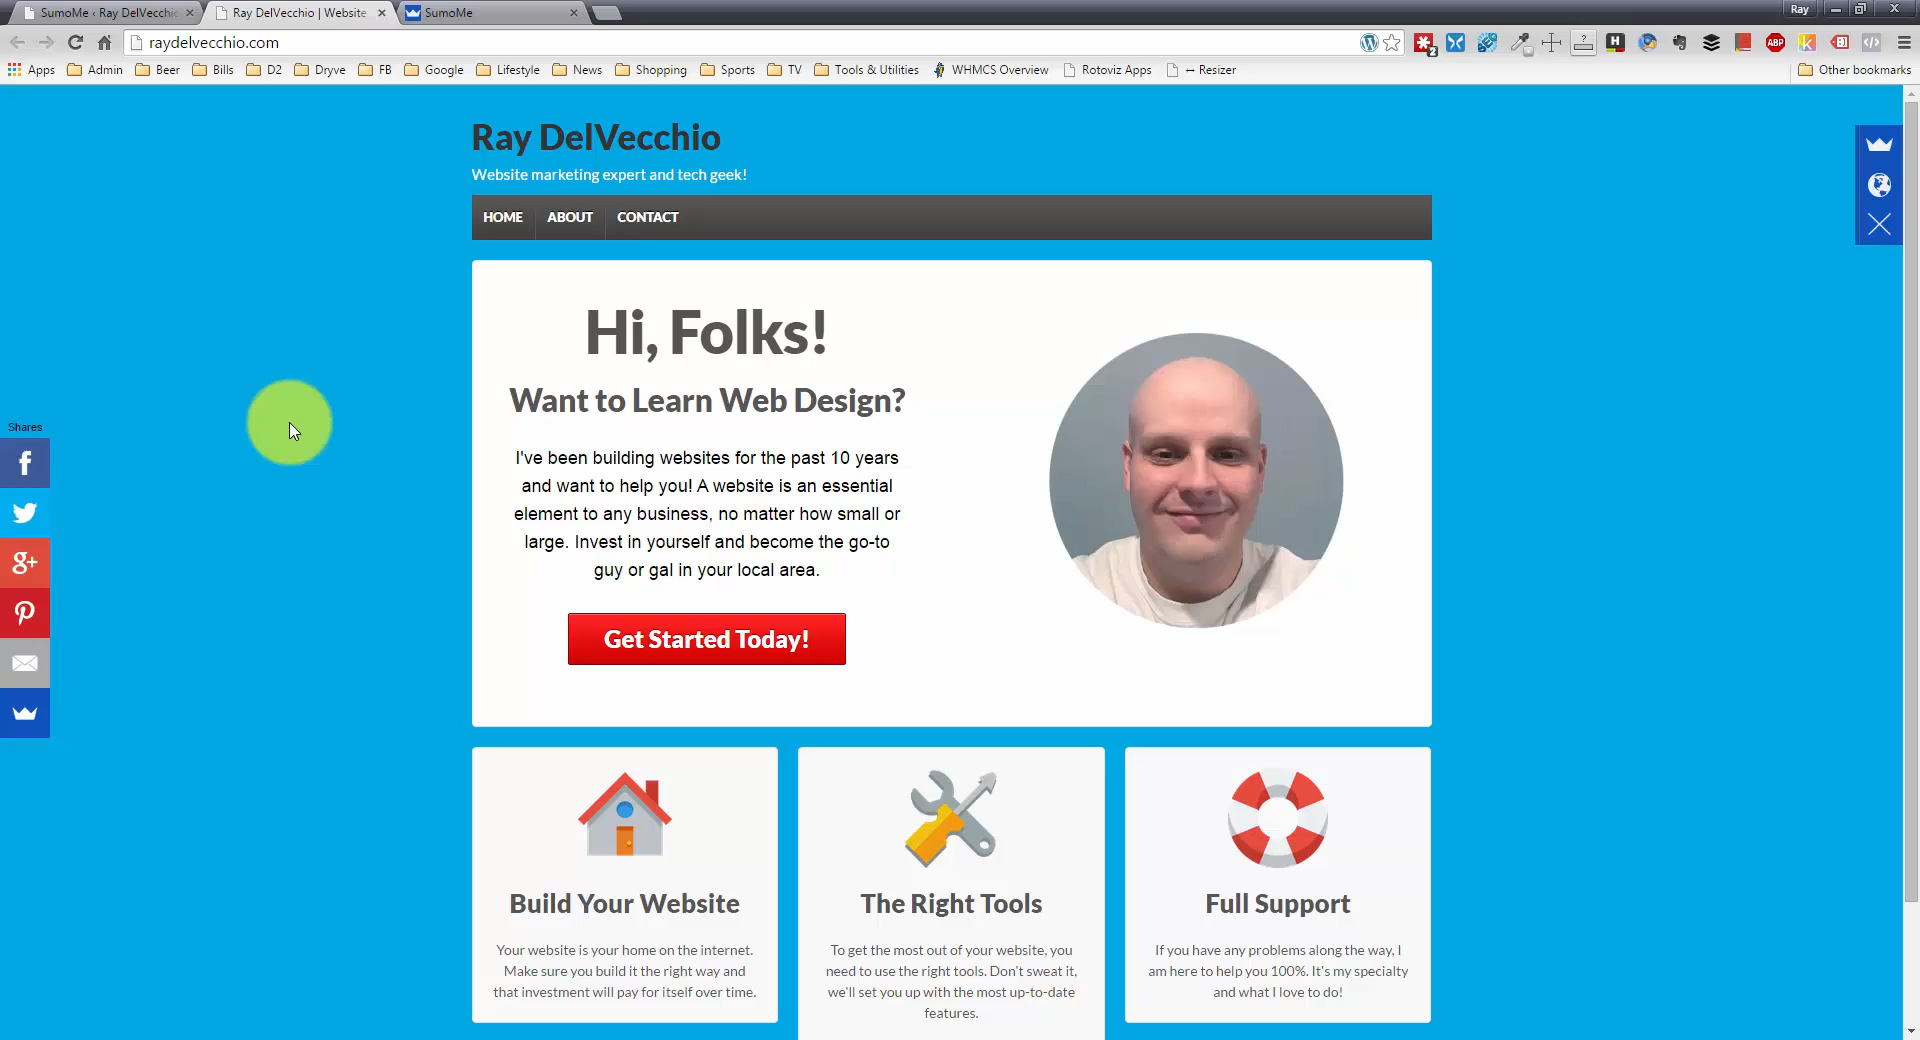 SumoMe ‹ Ray DelVecchio
Ray DelVecchio | Website
SumoMe
Ray
raydelvecchio.com
2
?
H
ABP
K
Apps
Admin
Beer
Bills
D2
Dryve
FB
Google
Lifestyle
News
Shopping
Sports
TV
Tools & Utilities
WHMCS Overview
Rotoviz Apps
↔ Resizer
Other bookmarks
Ray DelVecchio
Website marketing expert and tech geek!
HOME
ABOUT
CONTACT
Hi, Folks!
Want to Learn Web Design?
I've been building websites for the past 10 years
and want to help you! A website is an essential
element to any business, no matter how small or
large. Invest in yourself and become the go-to
guy or gal in your local area.
Get Started Today!
Shares
f
g+
Build Your Website
Your website is your home on the internet.
Make sure you build it the right way and
that investment will pay for itself over time.
The Right Tools
To get the most out of your website, you
need to use the right tools. Don't sweat it,
we'll set you up with the most up-to-date
features.
Full Support
If you have any problems along the way, I
am here to help you 100%. It's my specialty
and what I love to do!